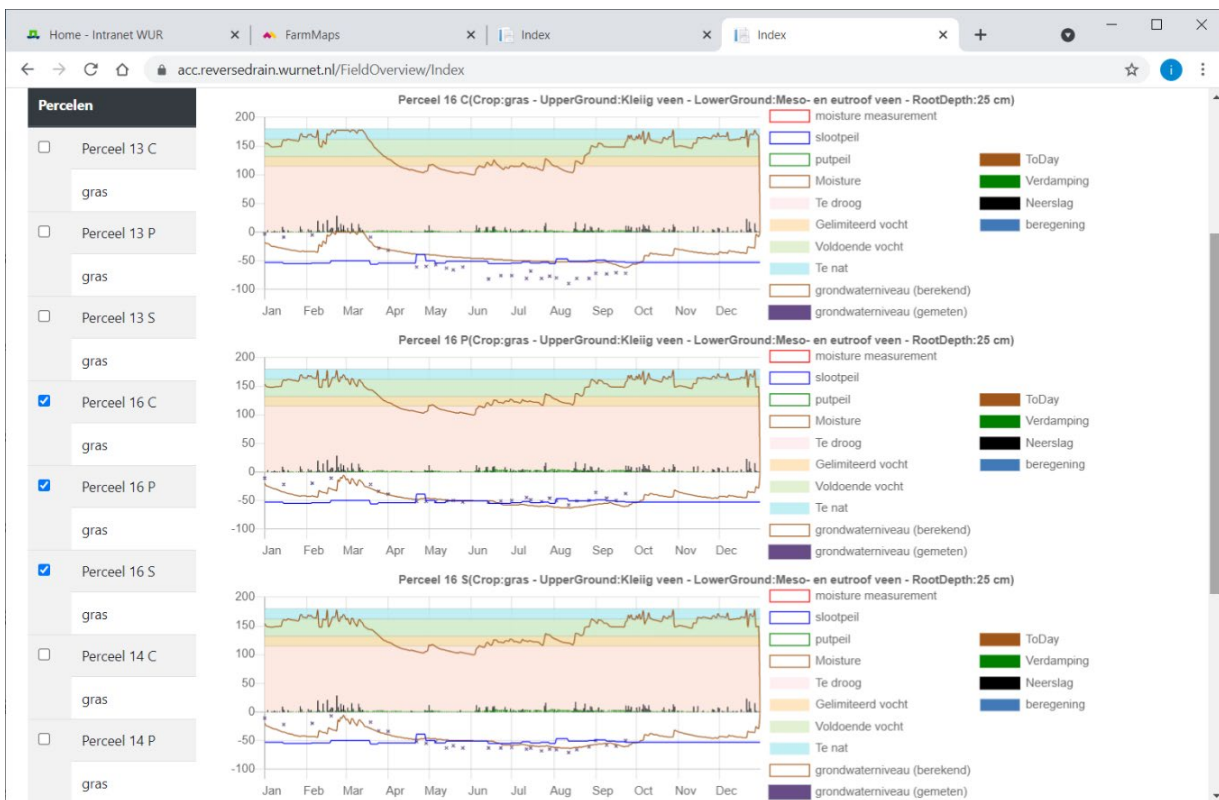 Home - Intranet WUR
FarmMaps
Index
Index
acc.reversedrain.wurnet.nl/FieldOverview/Index
i
Percelen
Perceel 13 C
gras
Perceel 13 P
gras
Perceel 13 S
gras
Perceel 16 C
gras
Perceel 16 P
gras
Perceel 16 S
gras
Perceel 14 C
gras
Perceel 14 P
gras
Perceel 16 C(Crop:gras - UpperGround:Kleiig veen - LowerGround:Meso- en eutroof veen - RootDepth:25 cm)
200
150
100
50
0
-50
-100
Jan Feb Mar Apr May Jun Jul Aug Sep Oct Nov Dec
moisture measurement
slootpeil
putpeil
Moisture
Te droog
Gelimiteerd vocht
Voldoende vocht
Te nat
grondwaterniveau (berekend)
grondwaterniveau (gemeten)
ToDay
Verdamping
Neerslag
beregening
Perceel 16 P(Crop:gras - UpperGround:Kleiig veen - LowerGround:Meso- en eutroof veen - RootDepth:25 cm)
200
150
100
50
0
-50
-100
Jan Feb Mar Apr May Jun Jul Aug Sep Oct Nov Dec
moisture measurement
slootpeil
putpeil
Moisture
Te droog
Gelimiteerd vocht
Voldoende vocht
Te nat
grondwaterniveau (berekend)
grondwaterniveau (gemeten)
ToDay
Verdamping
Neerslag
beregening
Perceel 16 S(Crop:gras - UpperGround:Kleiig veen - LowerGround:Meso- en eutroof veen - RootDepth:25 cm)
200
150
100
50
0
-50
-100
Jan Feb Mar Apr May Jun Jul Aug Sep Oct Nov Dec
moisture measurement
slootpeil
putpeil
Moisture
Te droog
Gelimiteerd vocht
Voldoende vocht
Te nat
grondwaterniveau (berekend)
grondwaterniveau (gemeten)
ToDay
Verdamping
Neerslag
beregening